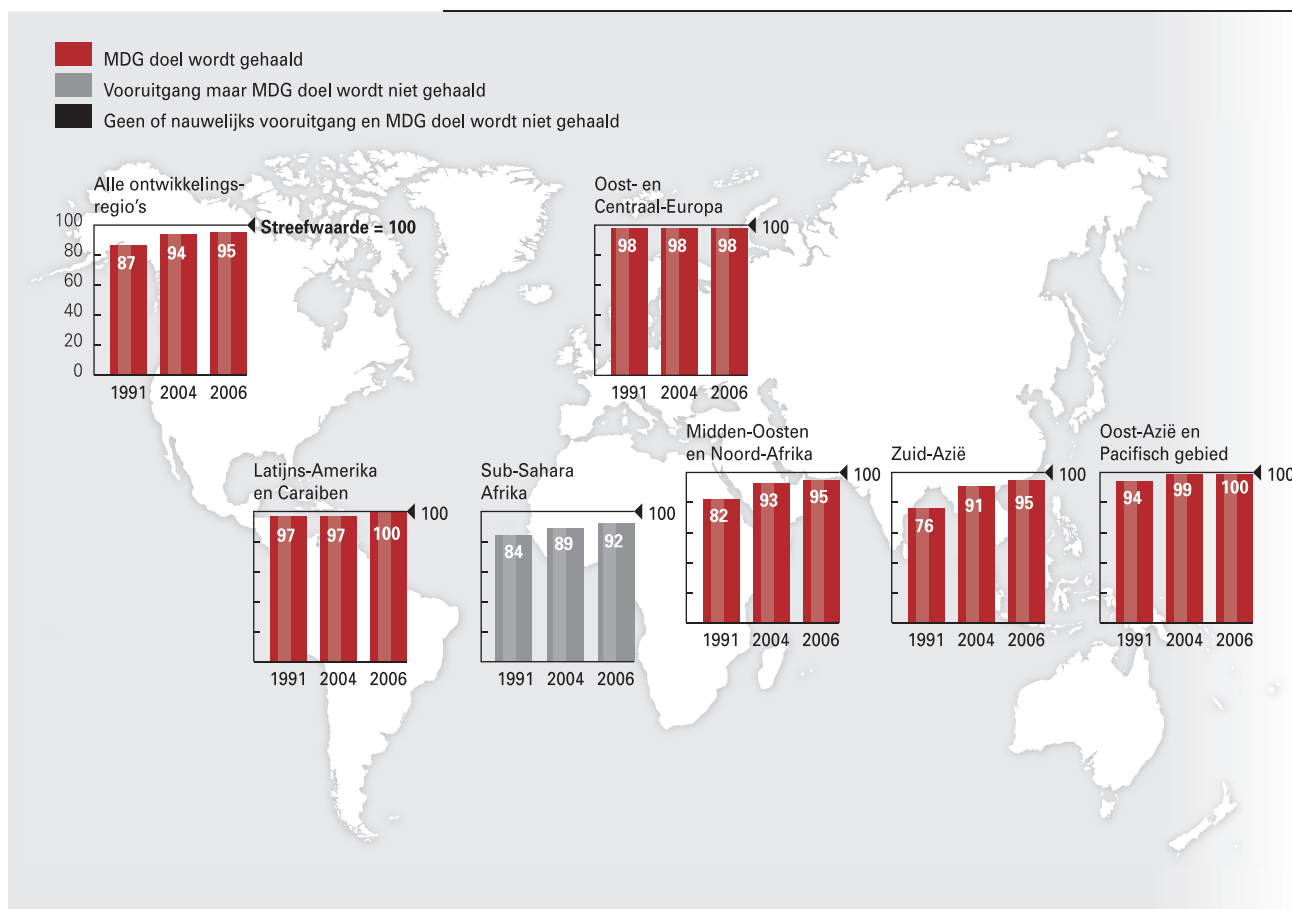 MDG doel wordt gehaald
Vooruitgang maar MDG doel wordt niet gehaald
Geen of nauwelijks vooruitgang en MDG doel wordt niet gehaald
Alle ontwikkelings-
regio's
Streefwaarde = 100
100
80
60
40
20
0
87
94
95
1991 2004 2006
Oost- en
Centraal-Europa
100
98
98
98
1991 2004 2006
Latijns-Amerika
en Caraiben
100
97
97
100
1991 2004 2006
Sub-Sahara
Afrika
100
84
89
92
1991 2004 2006
Midden-Oosten
en Noord-Afrika
100
82
93
95
1991 2004 2006
Zuid-Azië
100
76
91
95
1991 2004 2006
Oost-Azië en
Pacifisch gebied
100
94
99
100
1991 2004 2006